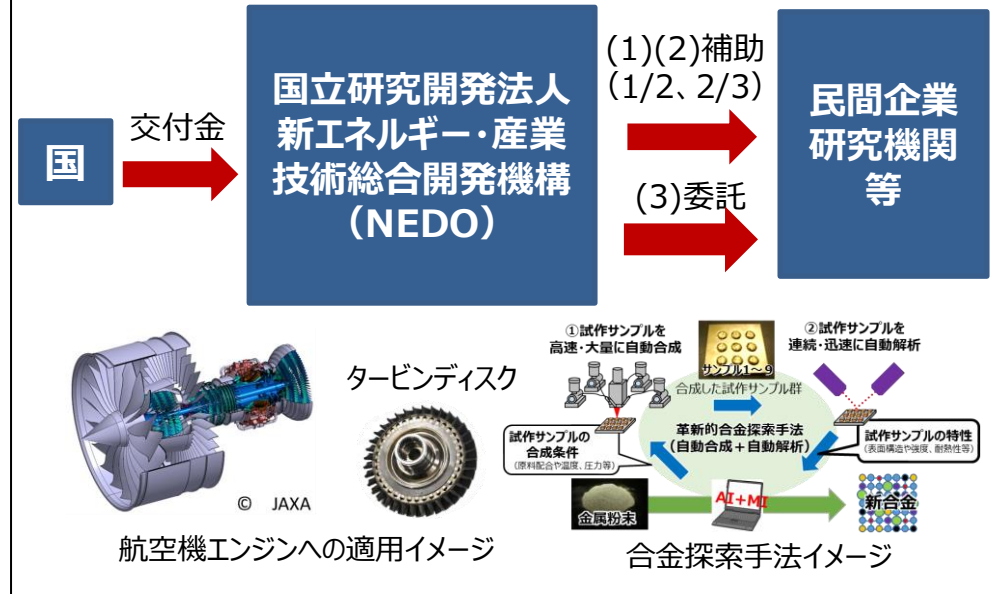 国
交付金
国立研究開発法人
新エネルギー・産業
技術総合開発機構
（NEDO）
(1)(2)補助
（1/2、2/3）
(3)委託
民間企業
研究機関
等
© JAXA
タービンディスク
航空機エンジンへの適用イメージ
①試作サンプルを
高速・大量に自動合成
サンプル1～9
合成した試作サンプル群
②試作サンプルを
連続・迅速に自動解析
試作サンプルの
合成条件
（原料配合や温度、圧力等）
革新的合金探索手法
（自動合成＋自動解析）
試作サンプルの特性
（表面構造や強度、耐熱性等）
金属粉末
AI+MI
新合金
合金探索手法イメージ